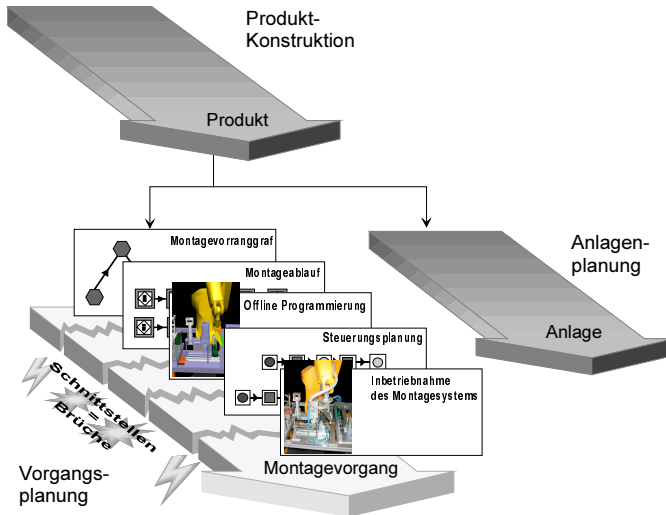 Produkt-
Konstruktion
Produkt
Montagevorranggraf
Montageablauf
Offline Programmierung
Steuerungsplanung
Inbetriebnahme
des Montagesystems
Anlagen-
planung
Anlage
Schnittstellen
=
Brüche
Montagevorgang
Vorgangs-
planung